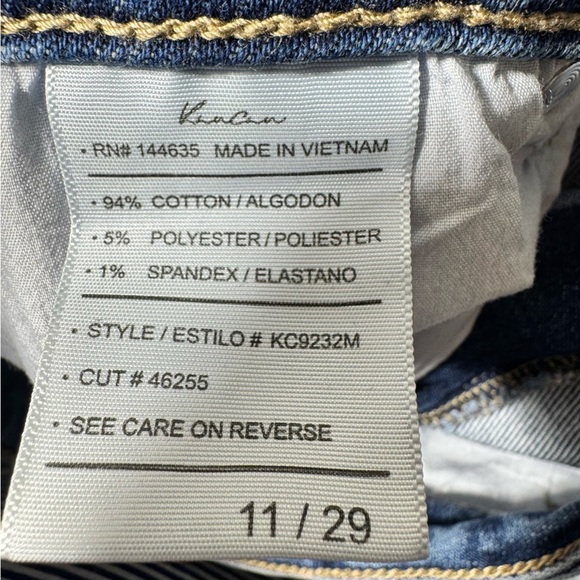 KanCan
• RN# 144635 MADE IN VIETNAM
• 94% COTTON / ALGODON
• 5% POLYESTER / POLIESTER
• 1% SPANDEX / ELASTANO
• STYLE / ESTILO # KC9232M
• CUT # 46255
• SEE CARE ON REVERSE
11 / 29